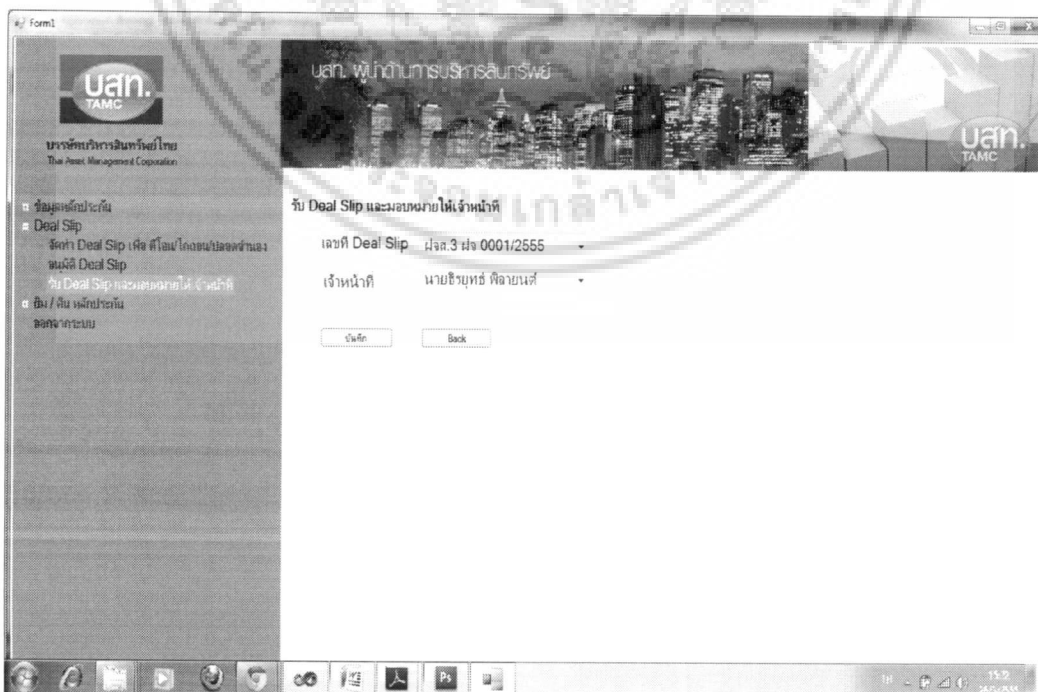 Form1
บสท.
TAMC
บรรษัทบริหารสินทรัพย์ไทย
Thai Asset Management Corporation
บสท. ผู้นำด้านการบริหารสินทรัพย์
บสท.
TAMC
ข้อมูลหลักประกัน
Deal Slip
จัดทำ Deal Slip เพื่อ ตีโอน/ไถ่ถอน/ปลอดจำนอง
อนุมัติ Deal Slip
รับ Deal Slip และมอบหมายให้เจ้าหน้าที่
ยืม / คืน หลักประกัน
ออกจากระบบ
รับ Deal Slip และมอบหมายให้เจ้าหน้าที่
เลขที่ Deal Slip ฝจส.3 ฝจ 0001/2555
เจ้าหน้าที่ นายธิรยุทธ์ พิลายนต์
บันทึก Back
Ps
TH